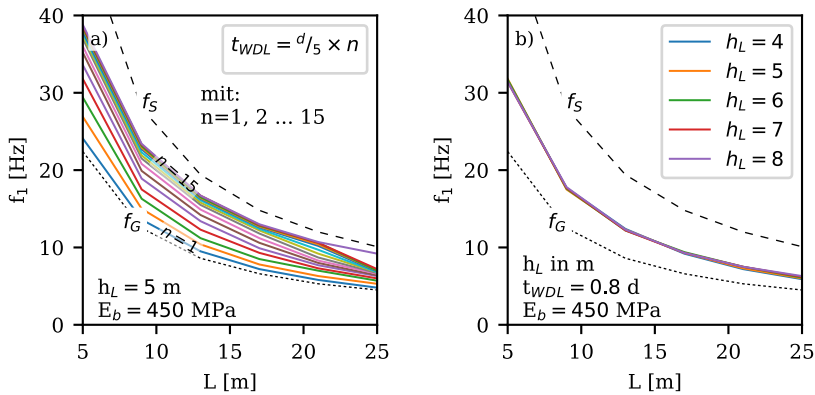 40
30
20
10
0
f₁ [Hz]
a)
t_WDL = ᵈ/₅ × n
mit:
n=1, 2 ... 15
f_S
n = 15
f_G
n = 1
h_L = 5 m
E_b = 450 MPa
5 10 15 20 25
L [m]
40
30
20
10
0
f₁ [Hz]
b)
h_L = 4
h_L = 5
h_L = 6
h_L = 7
h_L = 8
f_S
f_G
h_L in m
t_WDL = 0.8 d
E_b = 450 MPa
5 10 15 20 25
L [m]